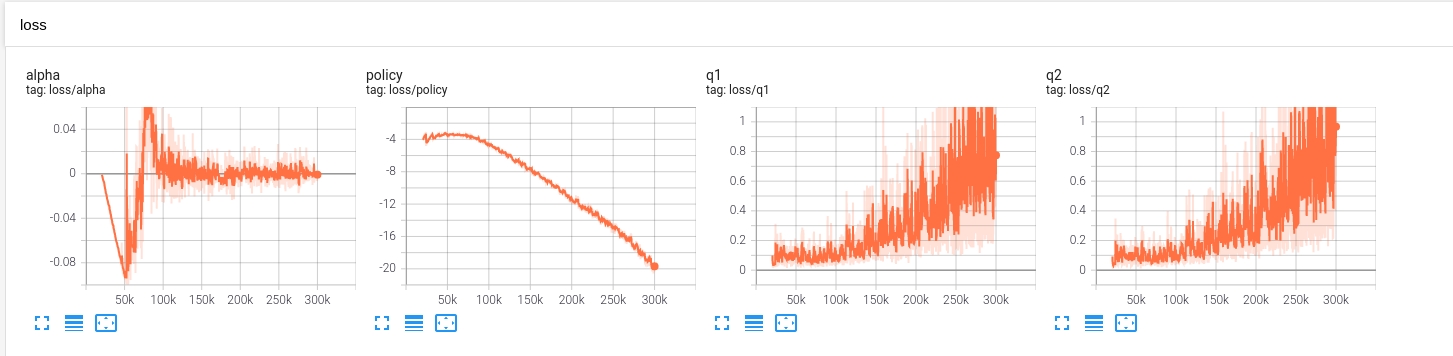 loss
alpha
tag: loss/alpha
0.04
0
-0.04
-0.08
50k 100k 150k 200k 250k 300k
policy
tag: loss/policy
-4
-8
-12
-16
-20
50k 100k 150k 200k 250k 300k
q1
tag: loss/q1
1
0.8
0.6
0.4
0.2
0
50k 100k 150k 200k 250k 300k
q2
tag: loss/q2
1
0.8
0.6
0.4
0.2
0
50k 100k 150k 200k 250k 300k